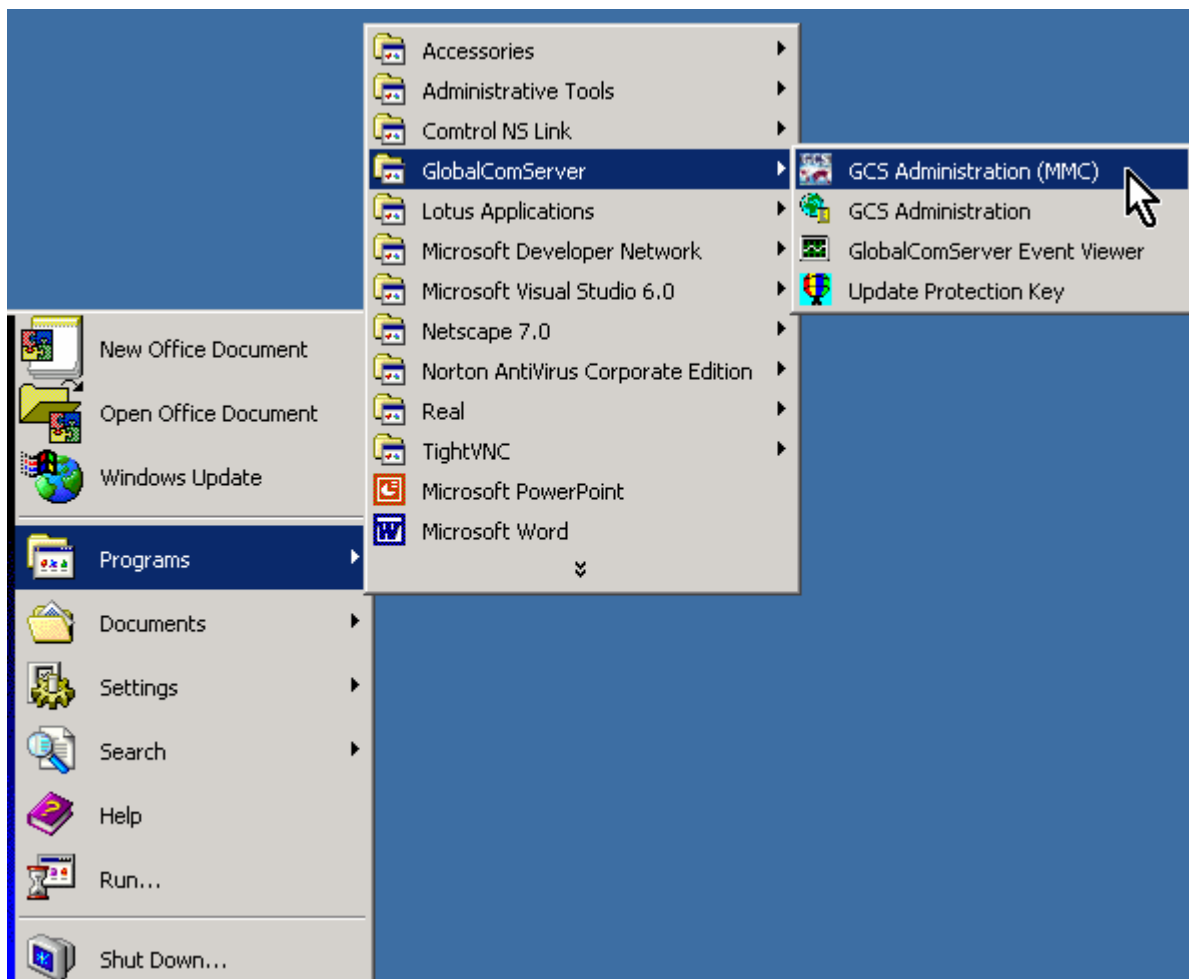 Accessories
Administrative Tools
Comtrol NS Link
GlobalComServer
Lotus Applications
Microsoft Developer Network
Microsoft Visual Studio 6.0
Netscape 7.0
Norton AntiVirus Corporate Edition
Real
TightVNC
Microsoft PowerPoint
Microsoft Word
GCS Administration (MMC)
GCS Administration
GlobalComServer Event Viewer
Update Protection Key
New Office Document
Open Office Document
Windows Update
Programs
Documents
Settings
Search
Help
Run...
Shut Down...